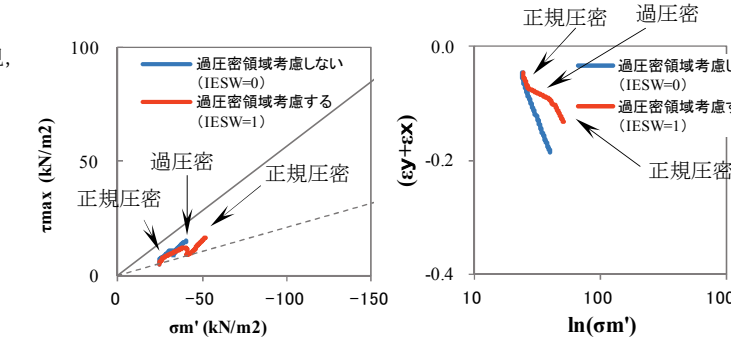 100
50
0
τmax (kN/m2)
過圧密領域考慮しない
(IESW=0)
過圧密領域考慮する
(IESW=1)
過圧密
正規圧密
正規圧密
0
-50
-100
-150
σm' (kN/m2)
正規圧密
過圧密
0.0
-0.2
-0.4
(εy+εx)
過圧密領域考慮し
(IESW=0)
過圧密領域考慮す
(IESW=1)
正規圧密
10
100
100
ln(σm')